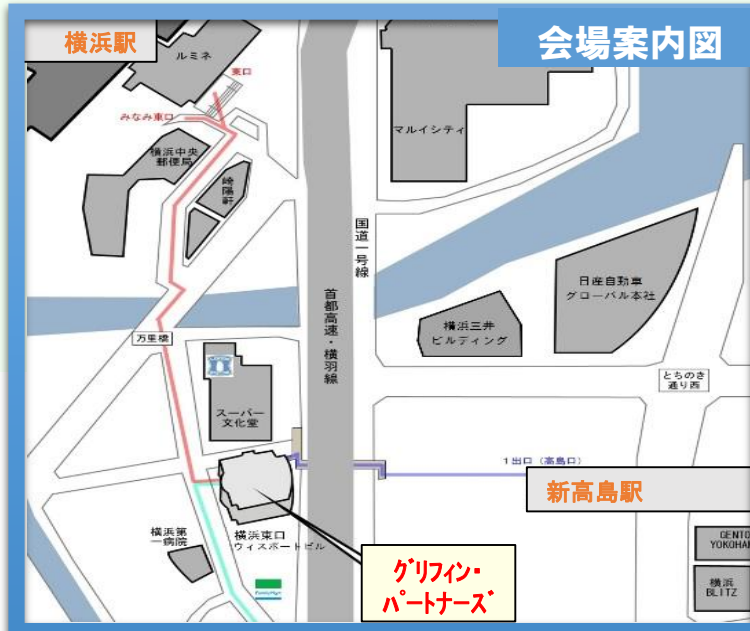 横浜駅
会場案内図
ルミネ
東口
みなみ東口
マルイシティ
横浜中央
郵便局
崎陽軒
国道一号線
首都高速・横羽線
日産自動車
グローバル本社
横浜三井
ビルディング
万里橋
とちのき
通り西
スーパー
文化堂
1出口（高島口）
新高島駅
横浜第
一病院
横浜東口
ウィスポートビル
グリフィン・
パートナーズ
GENTO
YOKOHA
横浜
BLITZ
FamilyMart